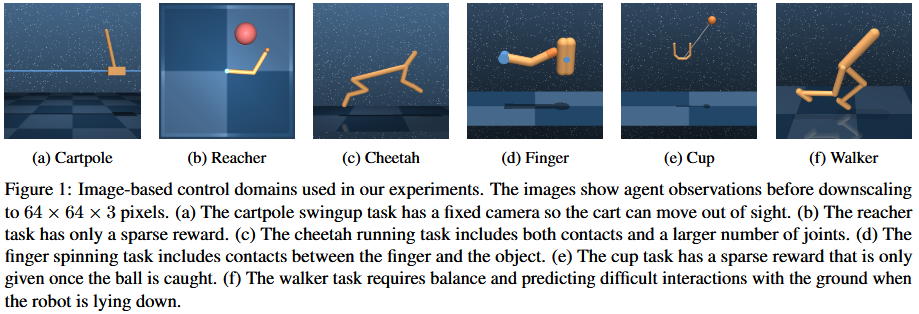 (a) Cartpole (b) Reacher (c) Cheetah (d) Finger (e) Cup (f) Walker
Figure 1: Image-based control domains used in our experiments. The images show agent observations before downscaling
to 64 × 64 × 3 pixels. (a) The cartpole swingup task has a fixed camera so the cart can move out of sight. (b) The reacher
task has only a sparse reward. (c) The cheetah running task includes both contacts and a larger number of joints. (d) The
finger spinning task includes contacts between the finger and the object. (e) The cup task has a sparse reward that is only
given once the ball is caught. (f) The walker task requires balance and predicting difficult interactions with the ground when
the robot is lying down.